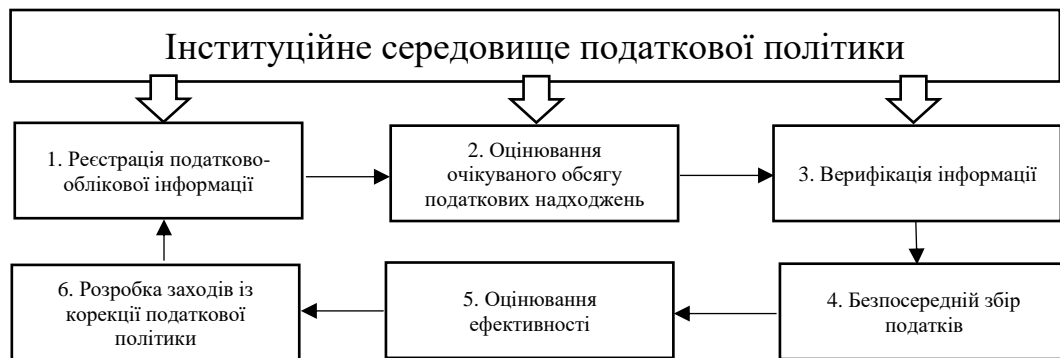 Інституційне середовище податкової політики
1. Реєстрація податково-
облікової інформації
2. Оцінювання
очікуваного обсягу
податкових надходжень
3. Верифікація інформації
6. Розробка заходів із
корекції податкової
політики
5. Оцінювання
ефективності
4. Безпосередній збір
податків